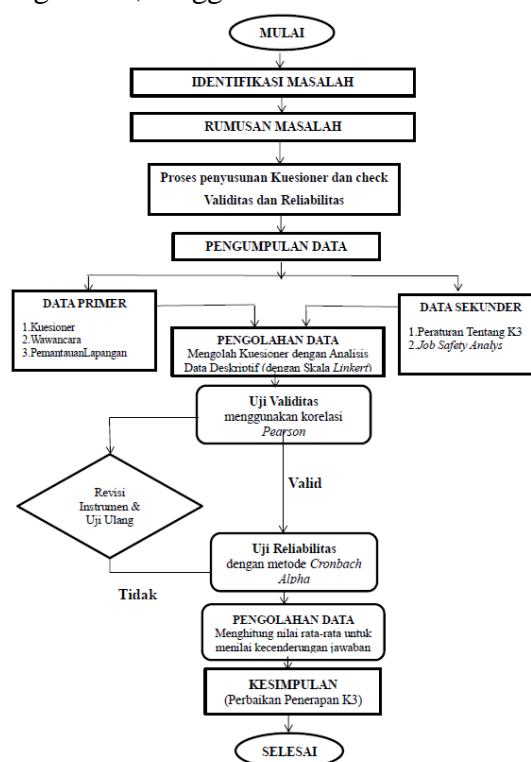 MULAI
IDENTIFIKASI MASALAH
RUMUSAN MASALAH
Proses penyusunan Kuesioner dan check
Validitas dan Reliabilitas
PENGUMPULAN DATA
DATA PRIMER
1.Kuesioner
2.Wawancara
3.PemantauanLapangan
DATA SEKUNDER
1.Peraturan Tentang K3
2.Job Safety Analys
PENGOLAHAN DATA
Mengolah Kuesioner dengan Analisis
Data Deskriptif (dengan Skala Linkert)
Uji Validitas
menggunakan korelasi
Pearson
Revisi
Instrumen &
Uji Ulang
Valid
Uji Reliabilitas
dengan metode Cronbach
Alpha
Tidak
PENGOLAHAN DATA
Menghitung nilai rata-rata untuk
menilai kecenderungan jawaban
KESIMPULAN
(Perbaikan Penerapan K3)
SELESAI